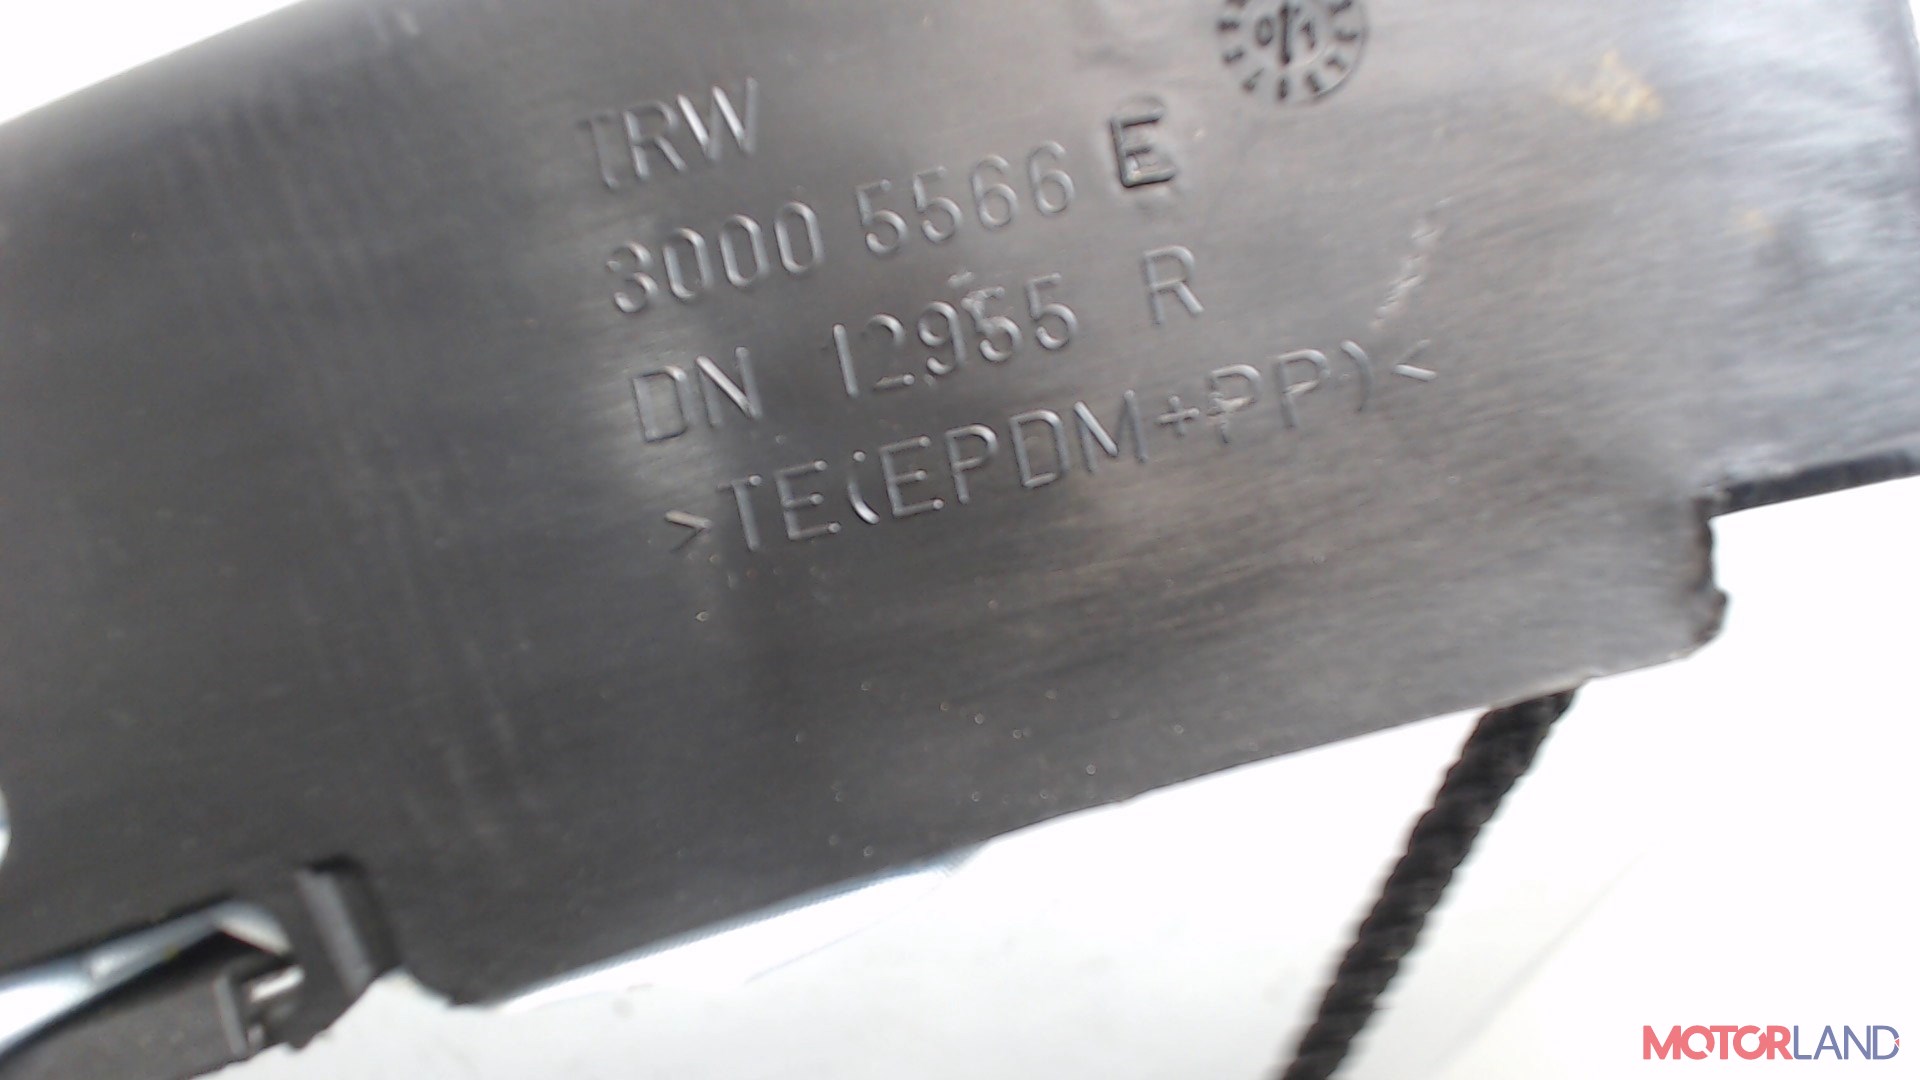 TRW
3000 5566 E
DN 12955 R
>TE(EPDM+PP)<
MOTORLAND